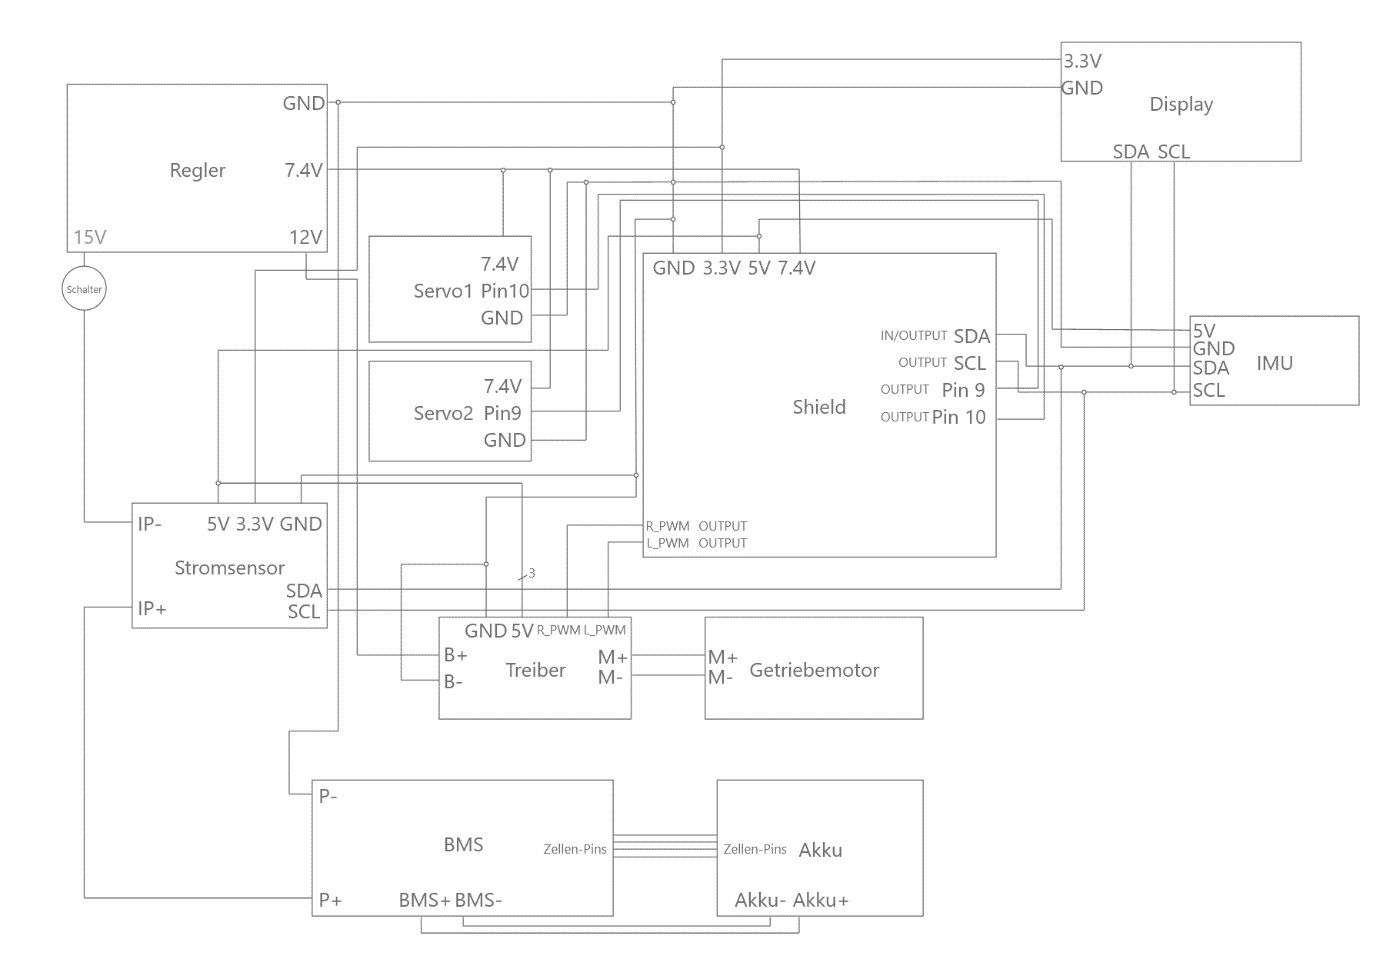 3.3V
GND
Display
SDA SCL
GND
Regler
7.4V
15V
12V
Schalter
7.4V
Servo1 Pin10
GND
7.4V
Servo2 Pin9
GND
GND 3.3V 5V 7.4V
IN/OUTPUT SDA
OUTPUT SCL
OUTPUT Pin 9
OUTPUT Pin 10
Shield
R_PWM OUTPUT
L_PWM OUTPUT
5V
GND
IMU
SDA
SCL
IP-
5V 3.3V GND
Stromsensor
SDA
IP+
SCL
3
GND 5V R_PWM L_PWM
B+
M+
Treiber
B-
M-
M+
Getriebemotor
M-
P-
BMS
Zellen-Pins
P+
BMS+ BMS-
Zellen-Pins
Akku
Akku- Akku+